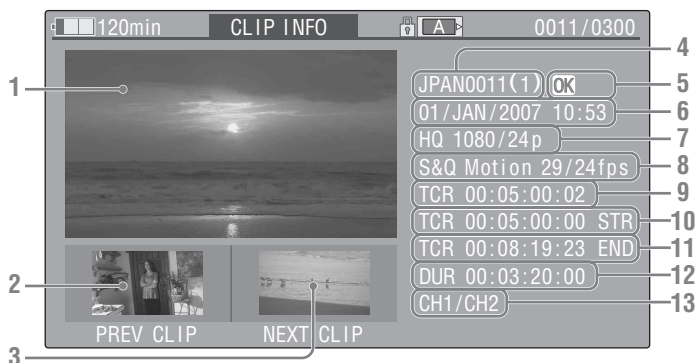 120min CLIP INFO A 0011/0300
1
2
3
PREV CLIP NEXT CLIP
4
JPAN0011(1) OK 5
01/JAN/2007 10:53 6
HQ 1080/24p 7
S&Q Motion 29/24fps 8
TCR 00:05:00:02 9
TCR 00:05:00:00 STR 10
TCR 00:08:19:23 END 11
DUR 00:03:20:00 12
CH1/CH2 13